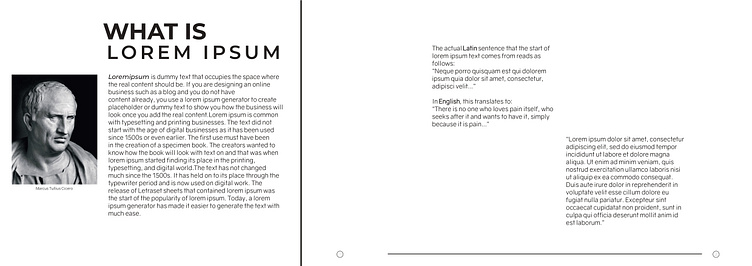 WHAT IS
LOREM IPSUM
Loremipsum is dummy text that occupies the space where
the real content should be. If you are designing an online
business such as a blog and you do not have
content already, you use a lorem ipsum generator to create
placeholder or dummy text to show you how the business will
look once you add the real content.Lorem Ipsum is common
with typesetting and printing businesses. The text did not
start with the age of digital businesses as it has been used
since 1500s or even earlier. The first use must have been
in the creation of a specimen book. The creators wanted to
know how the book will look with text on and that was when
lorem ipsum started finding its place in the printing,
typesetting, and digital world.The text has not changed
much since the 1500s. It has held on to its place through the
typewriter period and is now used on digital work. The
release of Letraset sheets that contained lorem ipsum was
the start of the popularity of lorem ipsum. Today, a lorem
ipsum generator has made it easier to generate the text with
much ease.
Marcus Tullius Cicero
The actual Latin sentence that the start of
lorem ipsum text comes from reads as
follows:
"Neque porro quisquam est qui dolorem
ipsum quia dolor sit amet, consectetur,
adipisci velit..."
In English, this translates to:
"There is no one who loves pain itself, who
seeks after it and wants to have it, simply
because it is pain..."
"Lorem ipsum dolor sit amet, consectetur
adipiscing elit, sed do eiusmod tempor
incididunt ut labore et dolore magna
aliqua. Ut enim ad minim veniam, quis
nostrud exercitation ullamco laboris nisi
ut aliquip ex ea commodo consequat.
Duis aute irure dolor in reprehenderit in
voluptate velit esse cillum dolore eu
fugiat nulla pariatur. Excepteur sint
occaecat cupidatat non proident, sunt in
culpa qui officia deserunt mollit anim id
est laborum."